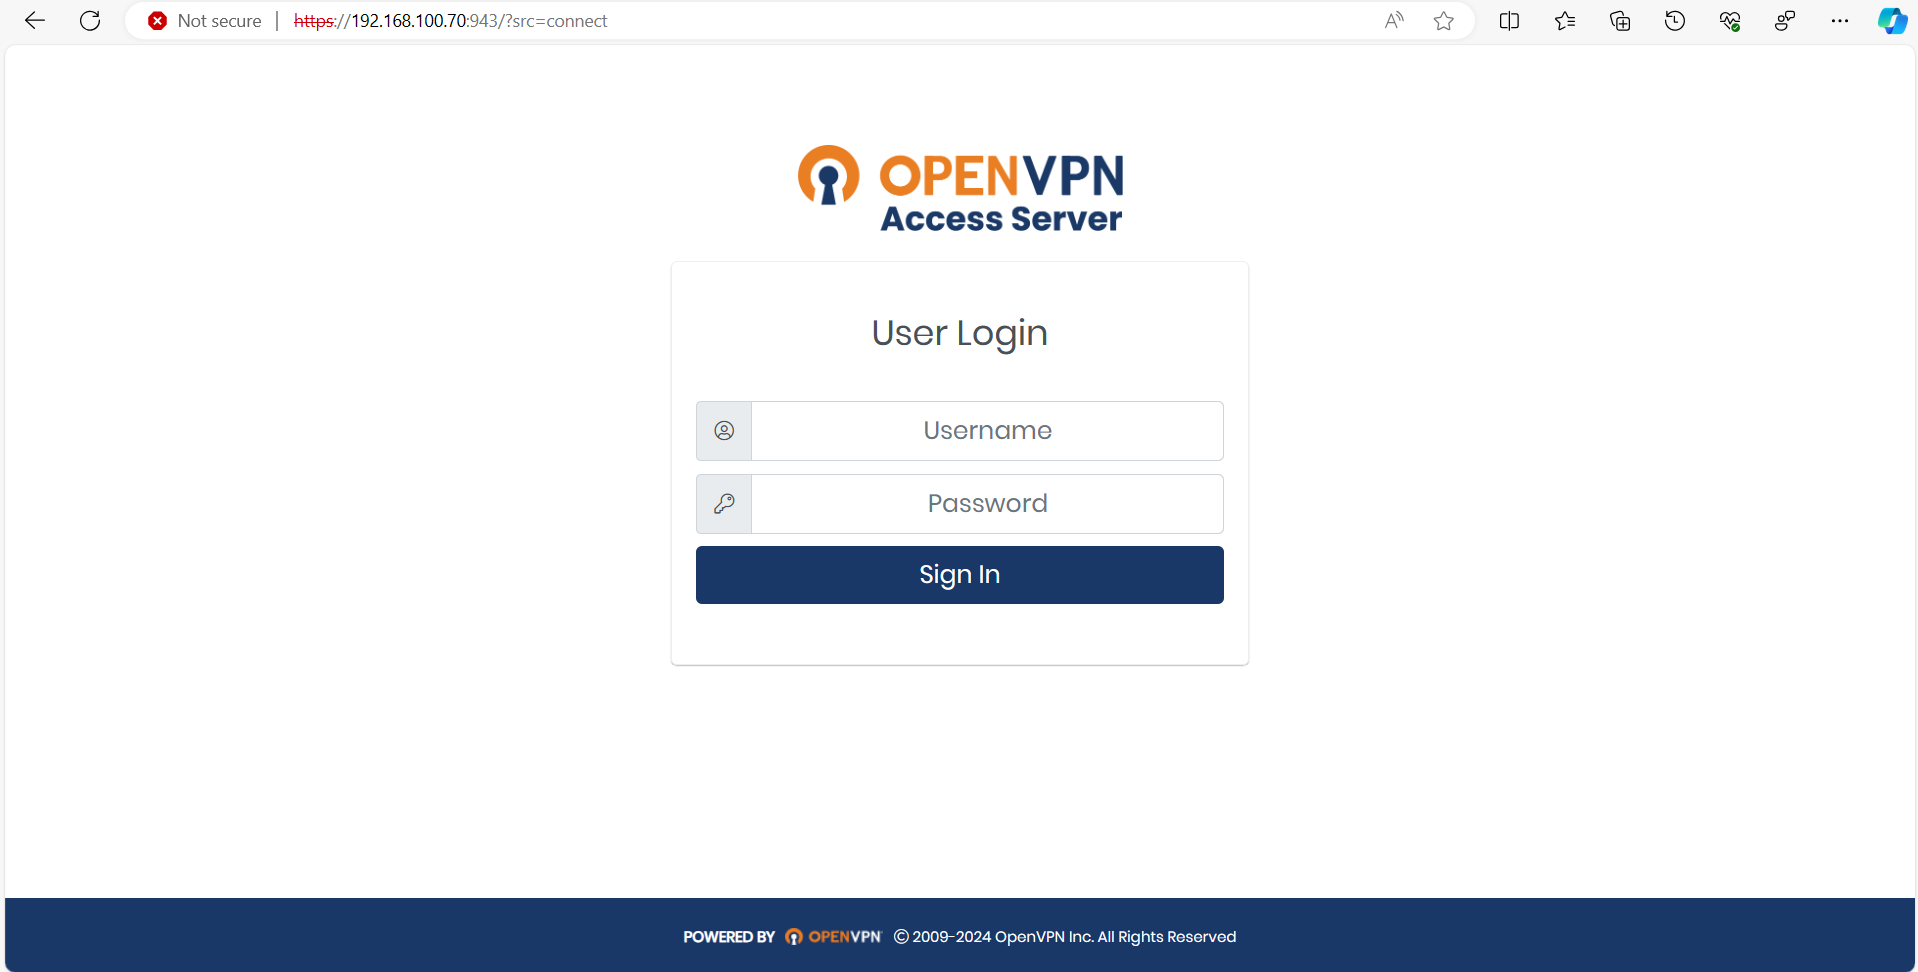 Not secure | https://192.168.100.70:943/?src=connect
OPENVPN
Access Server
User Login
Username
Password
Sign In
POWERED BY OPENVPN © 2009-2024 OpenVPN Inc. All Rights Reserved